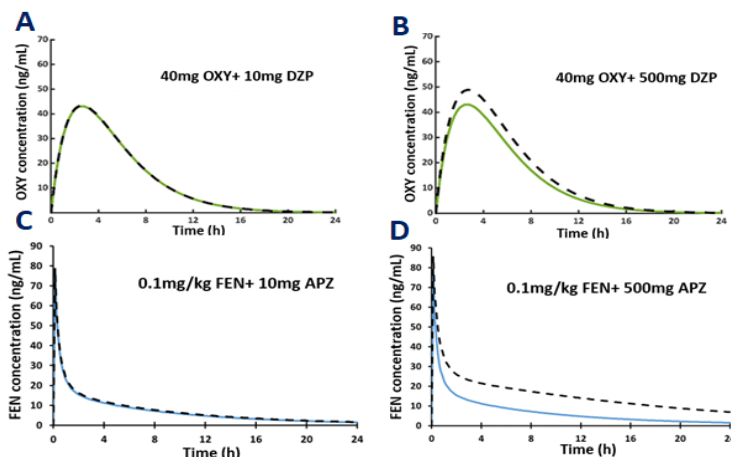 A
OXY concentration (ng/mL)
70
60
50
40
30
20
10
0
40mg OXY+ 10mg DZP
0 4 8 12 16 20 24
Time (h)
B
OXY concentration (ng/mL)
70
60
50
40
30
20
10
0
40mg OXY+ 500mg DZP
0 4 8 12 16 20 24
Time (h)
C
FEN concentration (ng/mL)
90
80
70
60
50
40
30
20
10
0
0.1mg/kg FEN+ 10mg APZ
0 4 8 12 16 20 24
Time (h)
D
FEN concentration (ng/mL)
90
80
70
60
50
40
30
20
10
0
0.1mg/kg FEN+ 500mg APZ
0 4 8 12 16 20 24
Time (h)